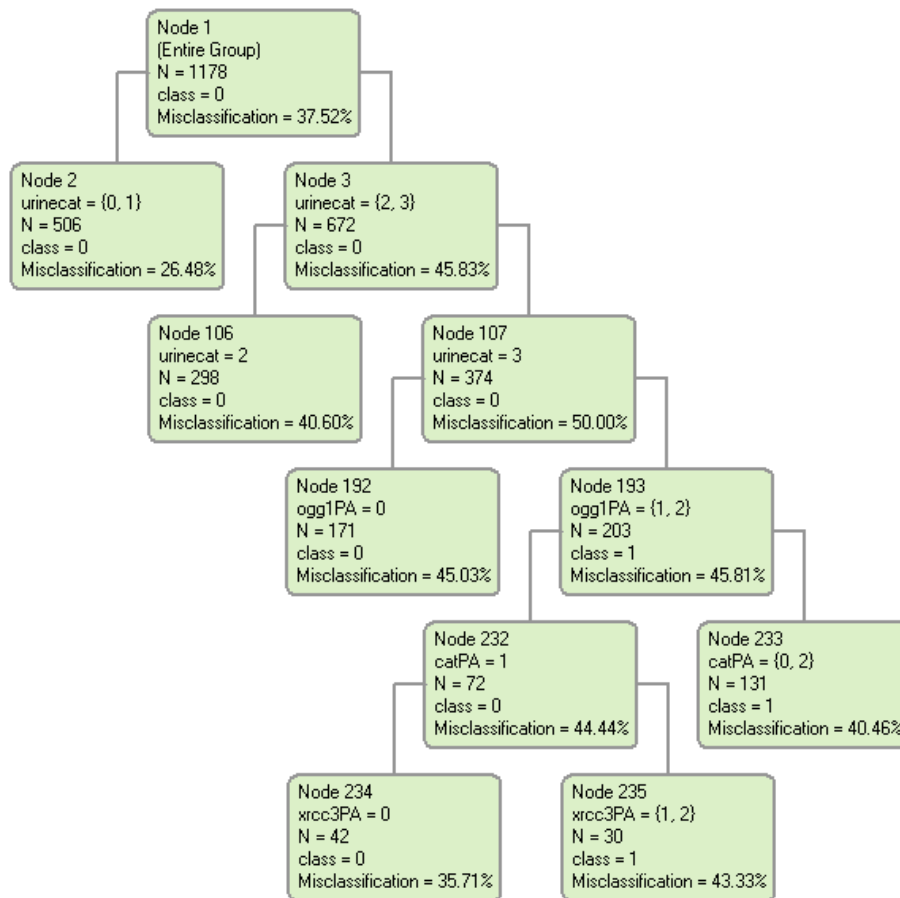 Node 1
(Entire Group)
N = 1178
class = 0
Misclassification = 37.52%
Node 2
urinecat = {0, 1}
N = 506
class = 0
Misclassification = 26.48%
Node 3
urinecat = {2, 3}
N = 672
class = 0
Misclassification = 45.83%
Node 106
urinecat = 2
N = 298
class = 0
Misclassification = 40.60%
Node 107
urinecat = 3
N = 374
class = 0
Misclassification = 50.00%
Node 192
ogg1PA = 0
N = 171
class = 0
Misclassification = 45.03%
Node 193
ogg1PA = {1, 2}
N = 203
class = 1
Misclassification = 45.81%
Node 232
catPA = 1
N = 72
class = 0
Misclassification = 44.44%
Node 233
catPA = {0, 2}
N = 131
class = 1
Misclassification = 40.46%
Node 234
xrcc3PA = 0
N = 42
class = 0
Misclassification = 35.71%
Node 235
xrcc3PA = {1, 2}
N = 30
class = 1
Misclassification = 43.33%